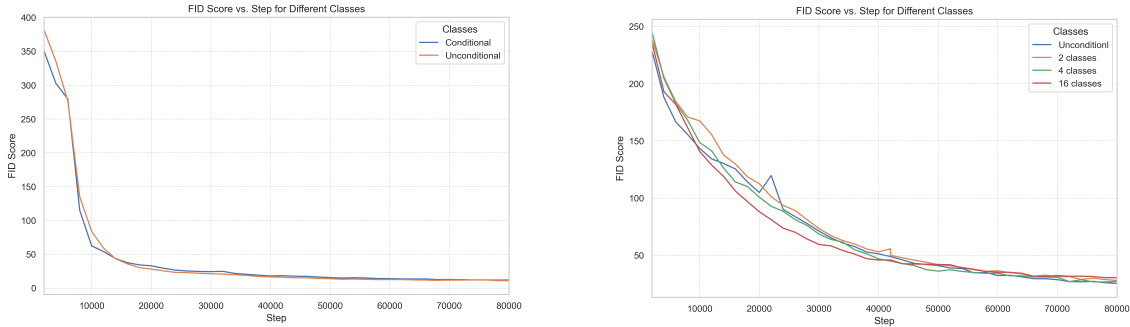 FID Score vs. Step for Different Classes
400
350
300
250
200
150
100
50
0
FID Score
Classes
Conditional
Unconditional
10000 20000 30000 40000 50000 60000 70000 80000
Step
FID Score vs. Step for Different Classes
250
200
150
100
50
FID Score
Classes
Unconditionl
2 classes
4 classes
16 classes
10000 20000 30000 40000 50000 60000 70000 80000
Step